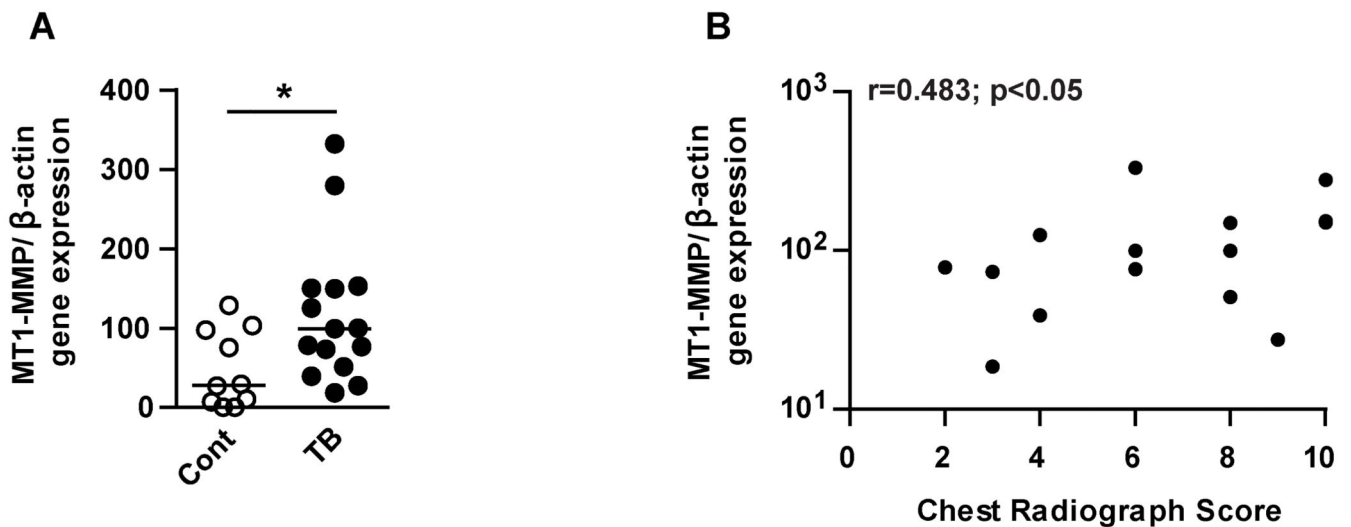 A
MT1-MMP/β-actin
gene expression
400
300
200
100
0
*
Cont
TB
B
MT1-MMP/β-actin
gene expression
10³
10²
10¹
r=0.483; p<0.05
0 2 4 6 8 10
Chest Radiograph Score